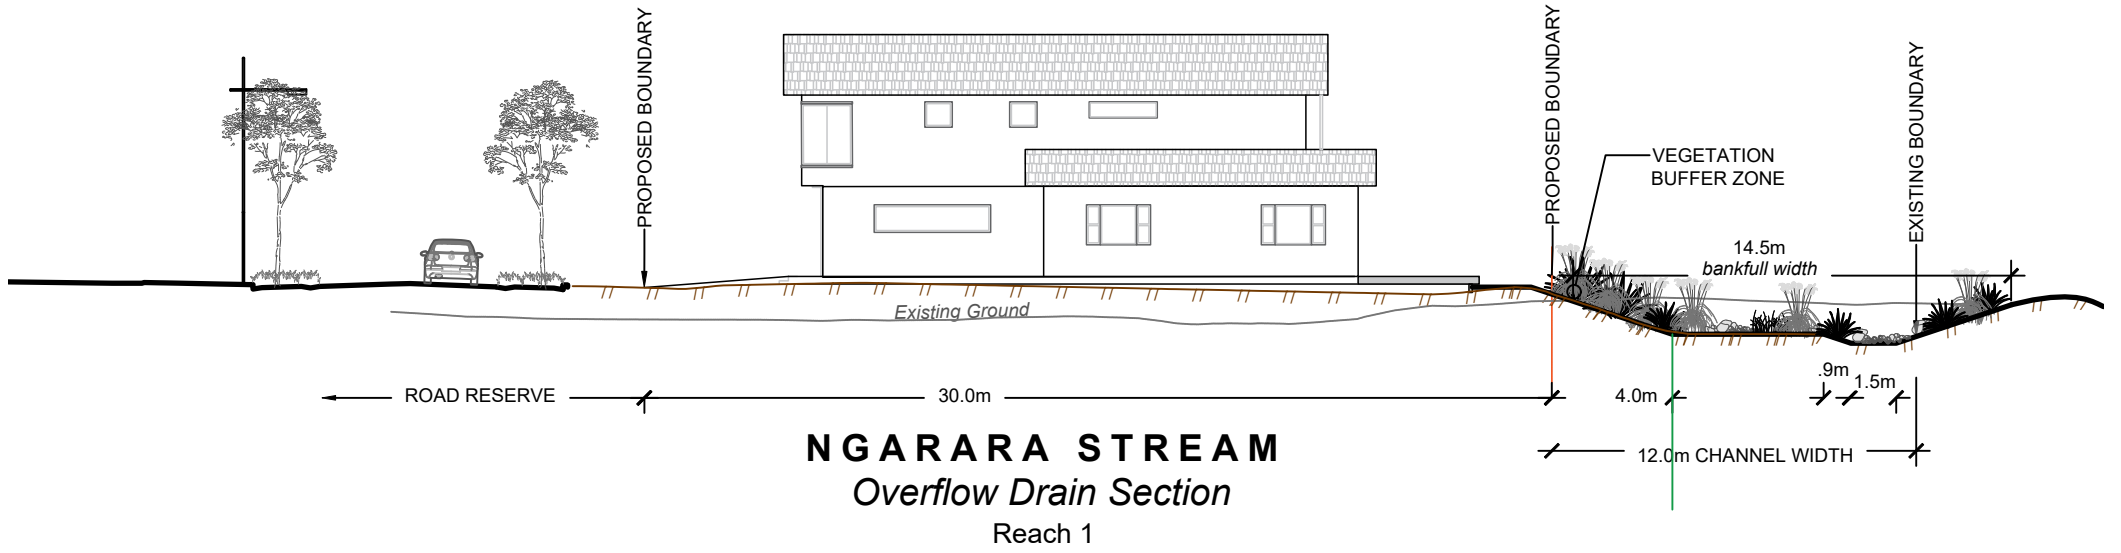 PROPOSED BOUNDARY
PROPOSED BOUNDARY
EXISTING BOUNDARY
VEGETATION
BUFFER ZONE
14.5m
bankfull width
Existing Ground
.9m
1.5m
ROAD RESERVE
30.0m
4.0m
12.0m CHANNEL WIDTH
NGARARA STREAM
Overflow Drain Section
Reach 1